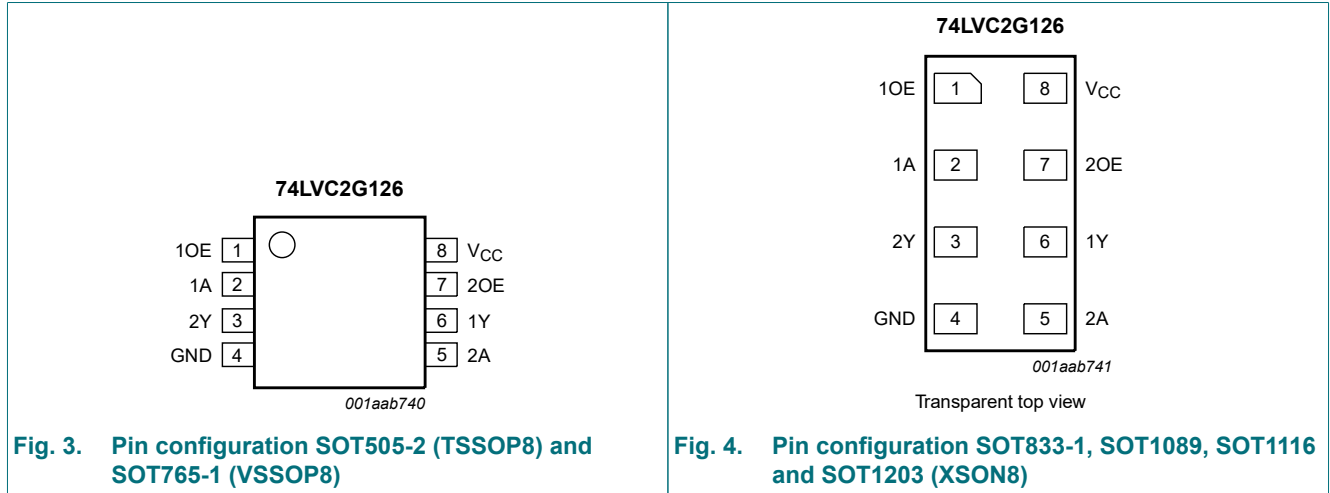 74LVC2G126
1OE 1 8 VCC
1A 2 7 2OE
2Y 3 6 1Y
GND 4 5 2A
001aab740
Fig. 3. Pin configuration SOT505-2 (TSSOP8) and
SOT765-1 (VSSOP8)
74LVC2G126
1OE 1 8 VCC
1A 2 7 2OE
2Y 3 6 1Y
GND 4 5 2A
001aab741
Transparent top view
Fig. 4. Pin configuration SOT833-1, SOT1089, SOT1116
and SOT1203 (XSON8)